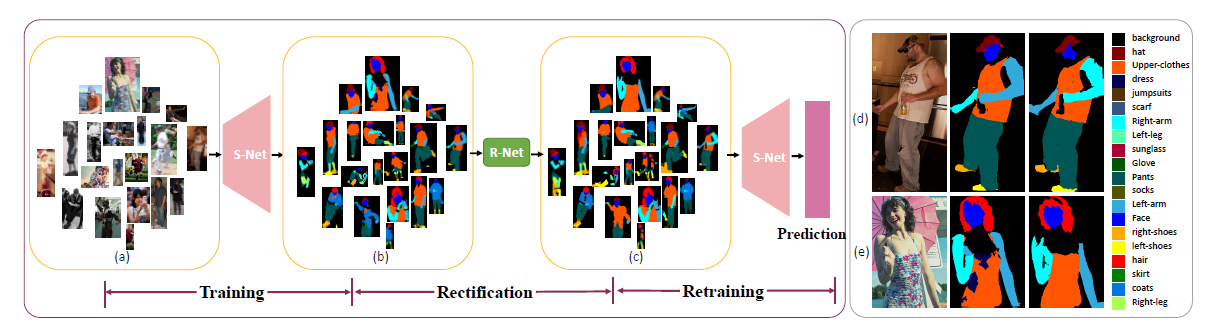 S-Net
R-Net
S-Net
Prediction
(a)
(b)
(c)
Training
Rectification
Retraining
(d)
(e)
background
hat
Upper-clothes
dress
jumpsuits
scarf
Right-arm
Left-leg
sunglass
Glove
Pants
socks
Left-arm
Face
right-shoes
left-shoes
hair
skirt
coats
Right-leg